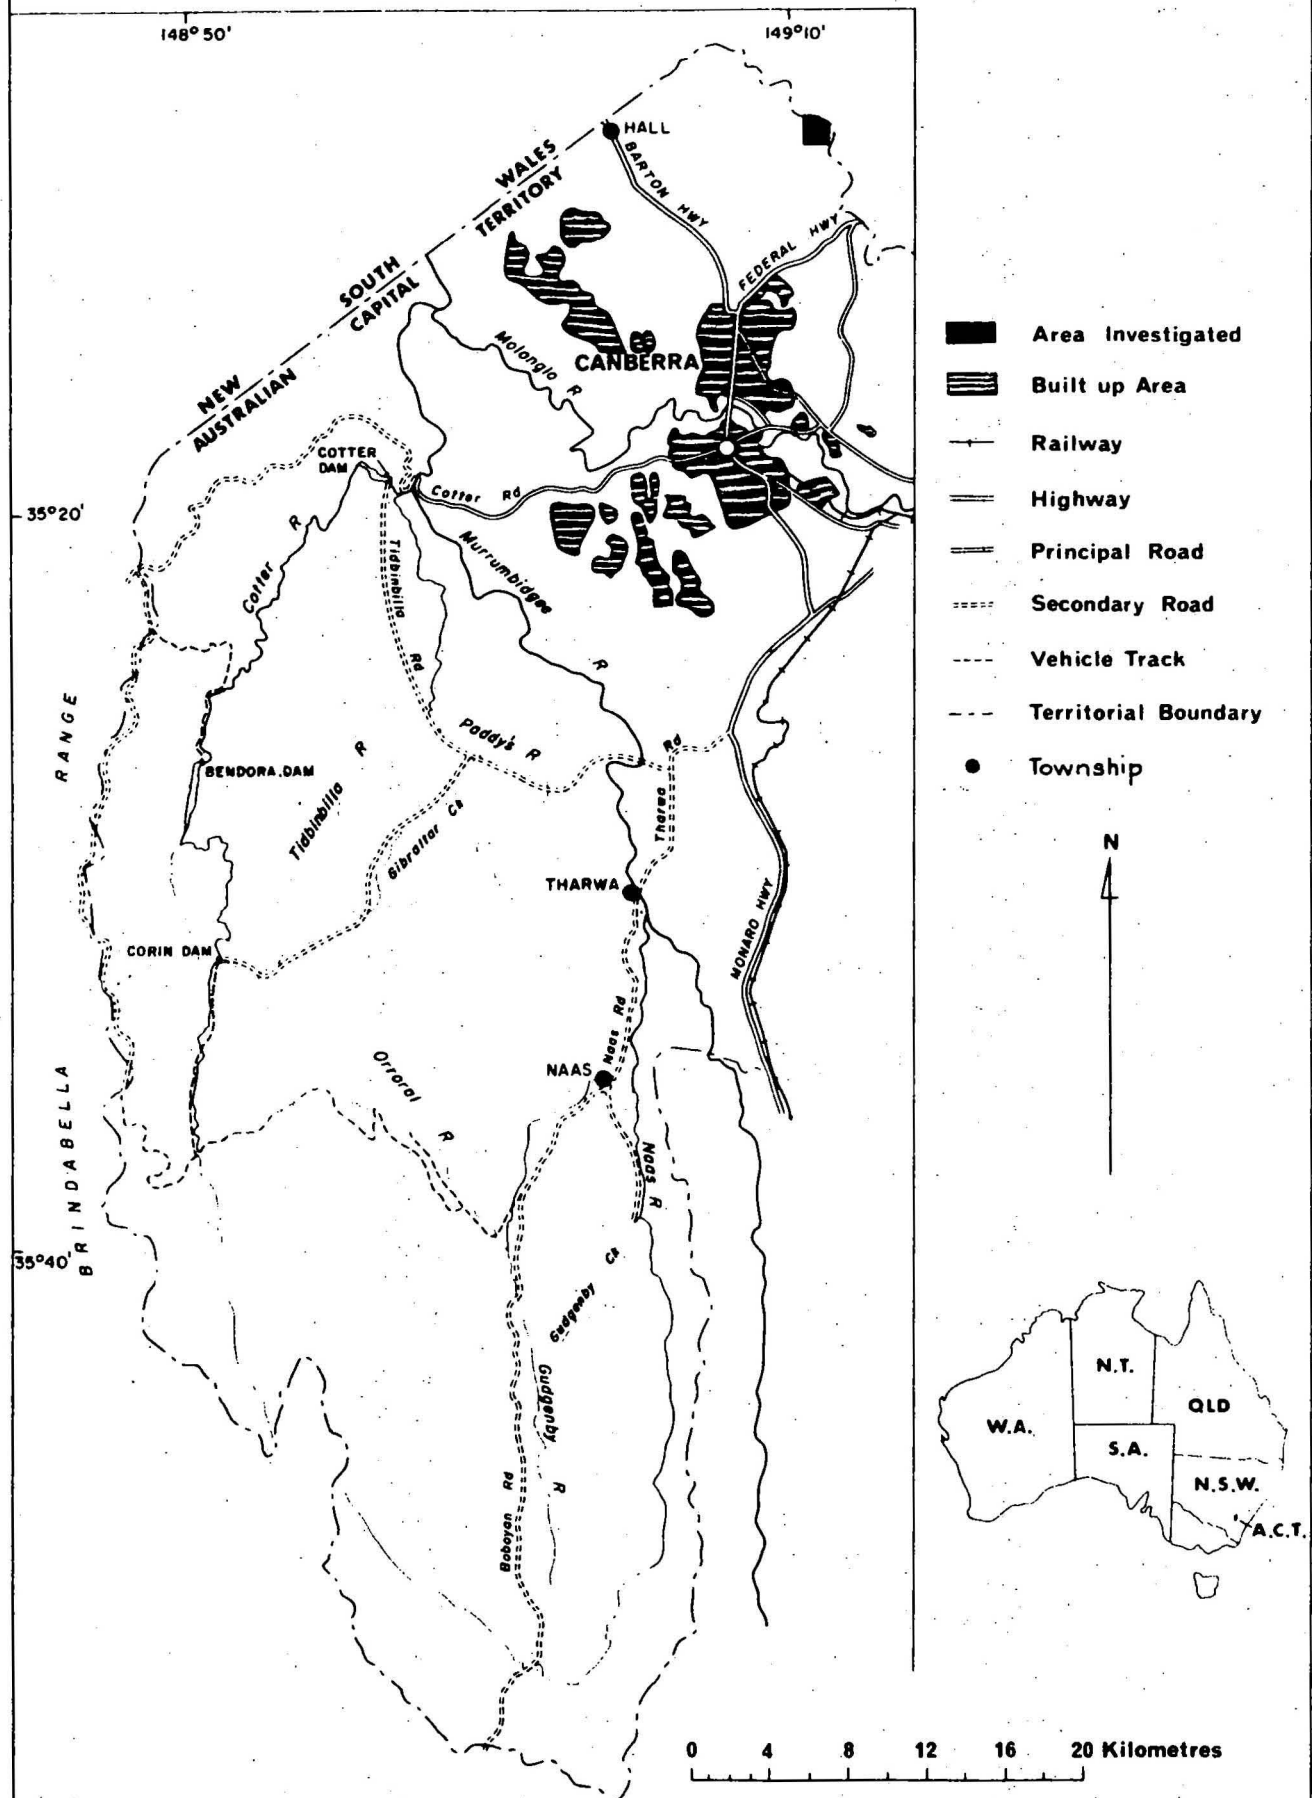 148°50'
149°10'
HALL
BARTON HWY
NEW SOUTH WALES
AUSTRALIAN CAPITAL TERRITORY
FEDERAL HWY
Molonglo R
CANBERRA
COTTER
DAM
Cotter Rd
35°20'
Cotter R
Tidbinbilla Rd
Murrumbidgee R
Paddy's R
Tharwa Rd
BENDORA.DAM
Tidbinbilla R
Gibraltar Ck
THARWA
MONARO HWY
CORIN DAM
Naas Rd
NAAS
Orroral R
Naas R
BRINDABELLA RANGE
35°40'
Gudgenby Ck
Gudgenby R
Boboyan Rd
Area Investigated
Built up Area
Railway
Highway
Principal Road
Secondary Road
Vehicle Track
Territorial Boundary
Township
N
W.A.
N.T.
QLD
S.A.
N.S.W.
A.C.T.
0 4 8 12 16 20 Kilometres